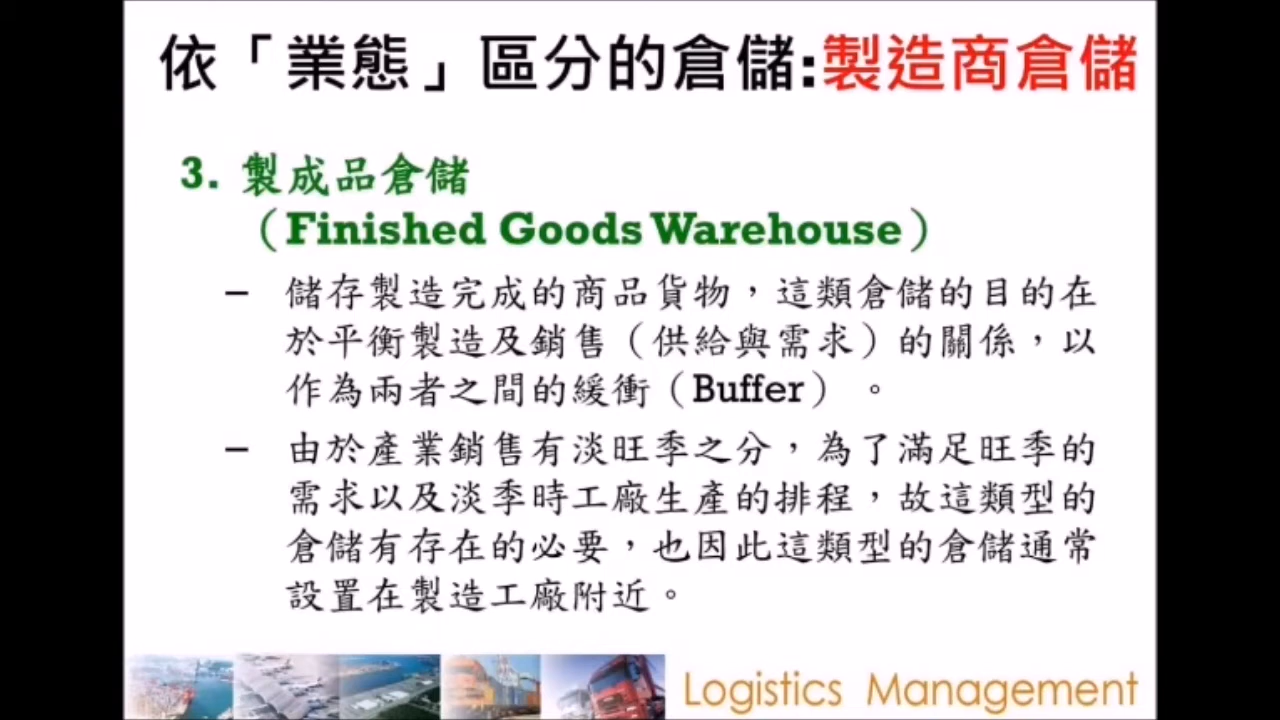 依「業態」區分的倉儲:製造商倉儲
3. 製成品倉儲
（Finished Goods Warehouse）
– 儲存製造完成的商品貨物，這類倉儲的目的在
於平衡製造及銷售（供給與需求）的關係，以
作為兩者之間的緩衝（Buffer） 。
– 由於產業銷售有淡旺季之分，為了滿足旺季的
需求以及淡季時工廠生產的排程，故這類型的
倉儲有存在的必要，也因此這類型的倉儲通常
設置在製造工廠附近。
Logistics Management